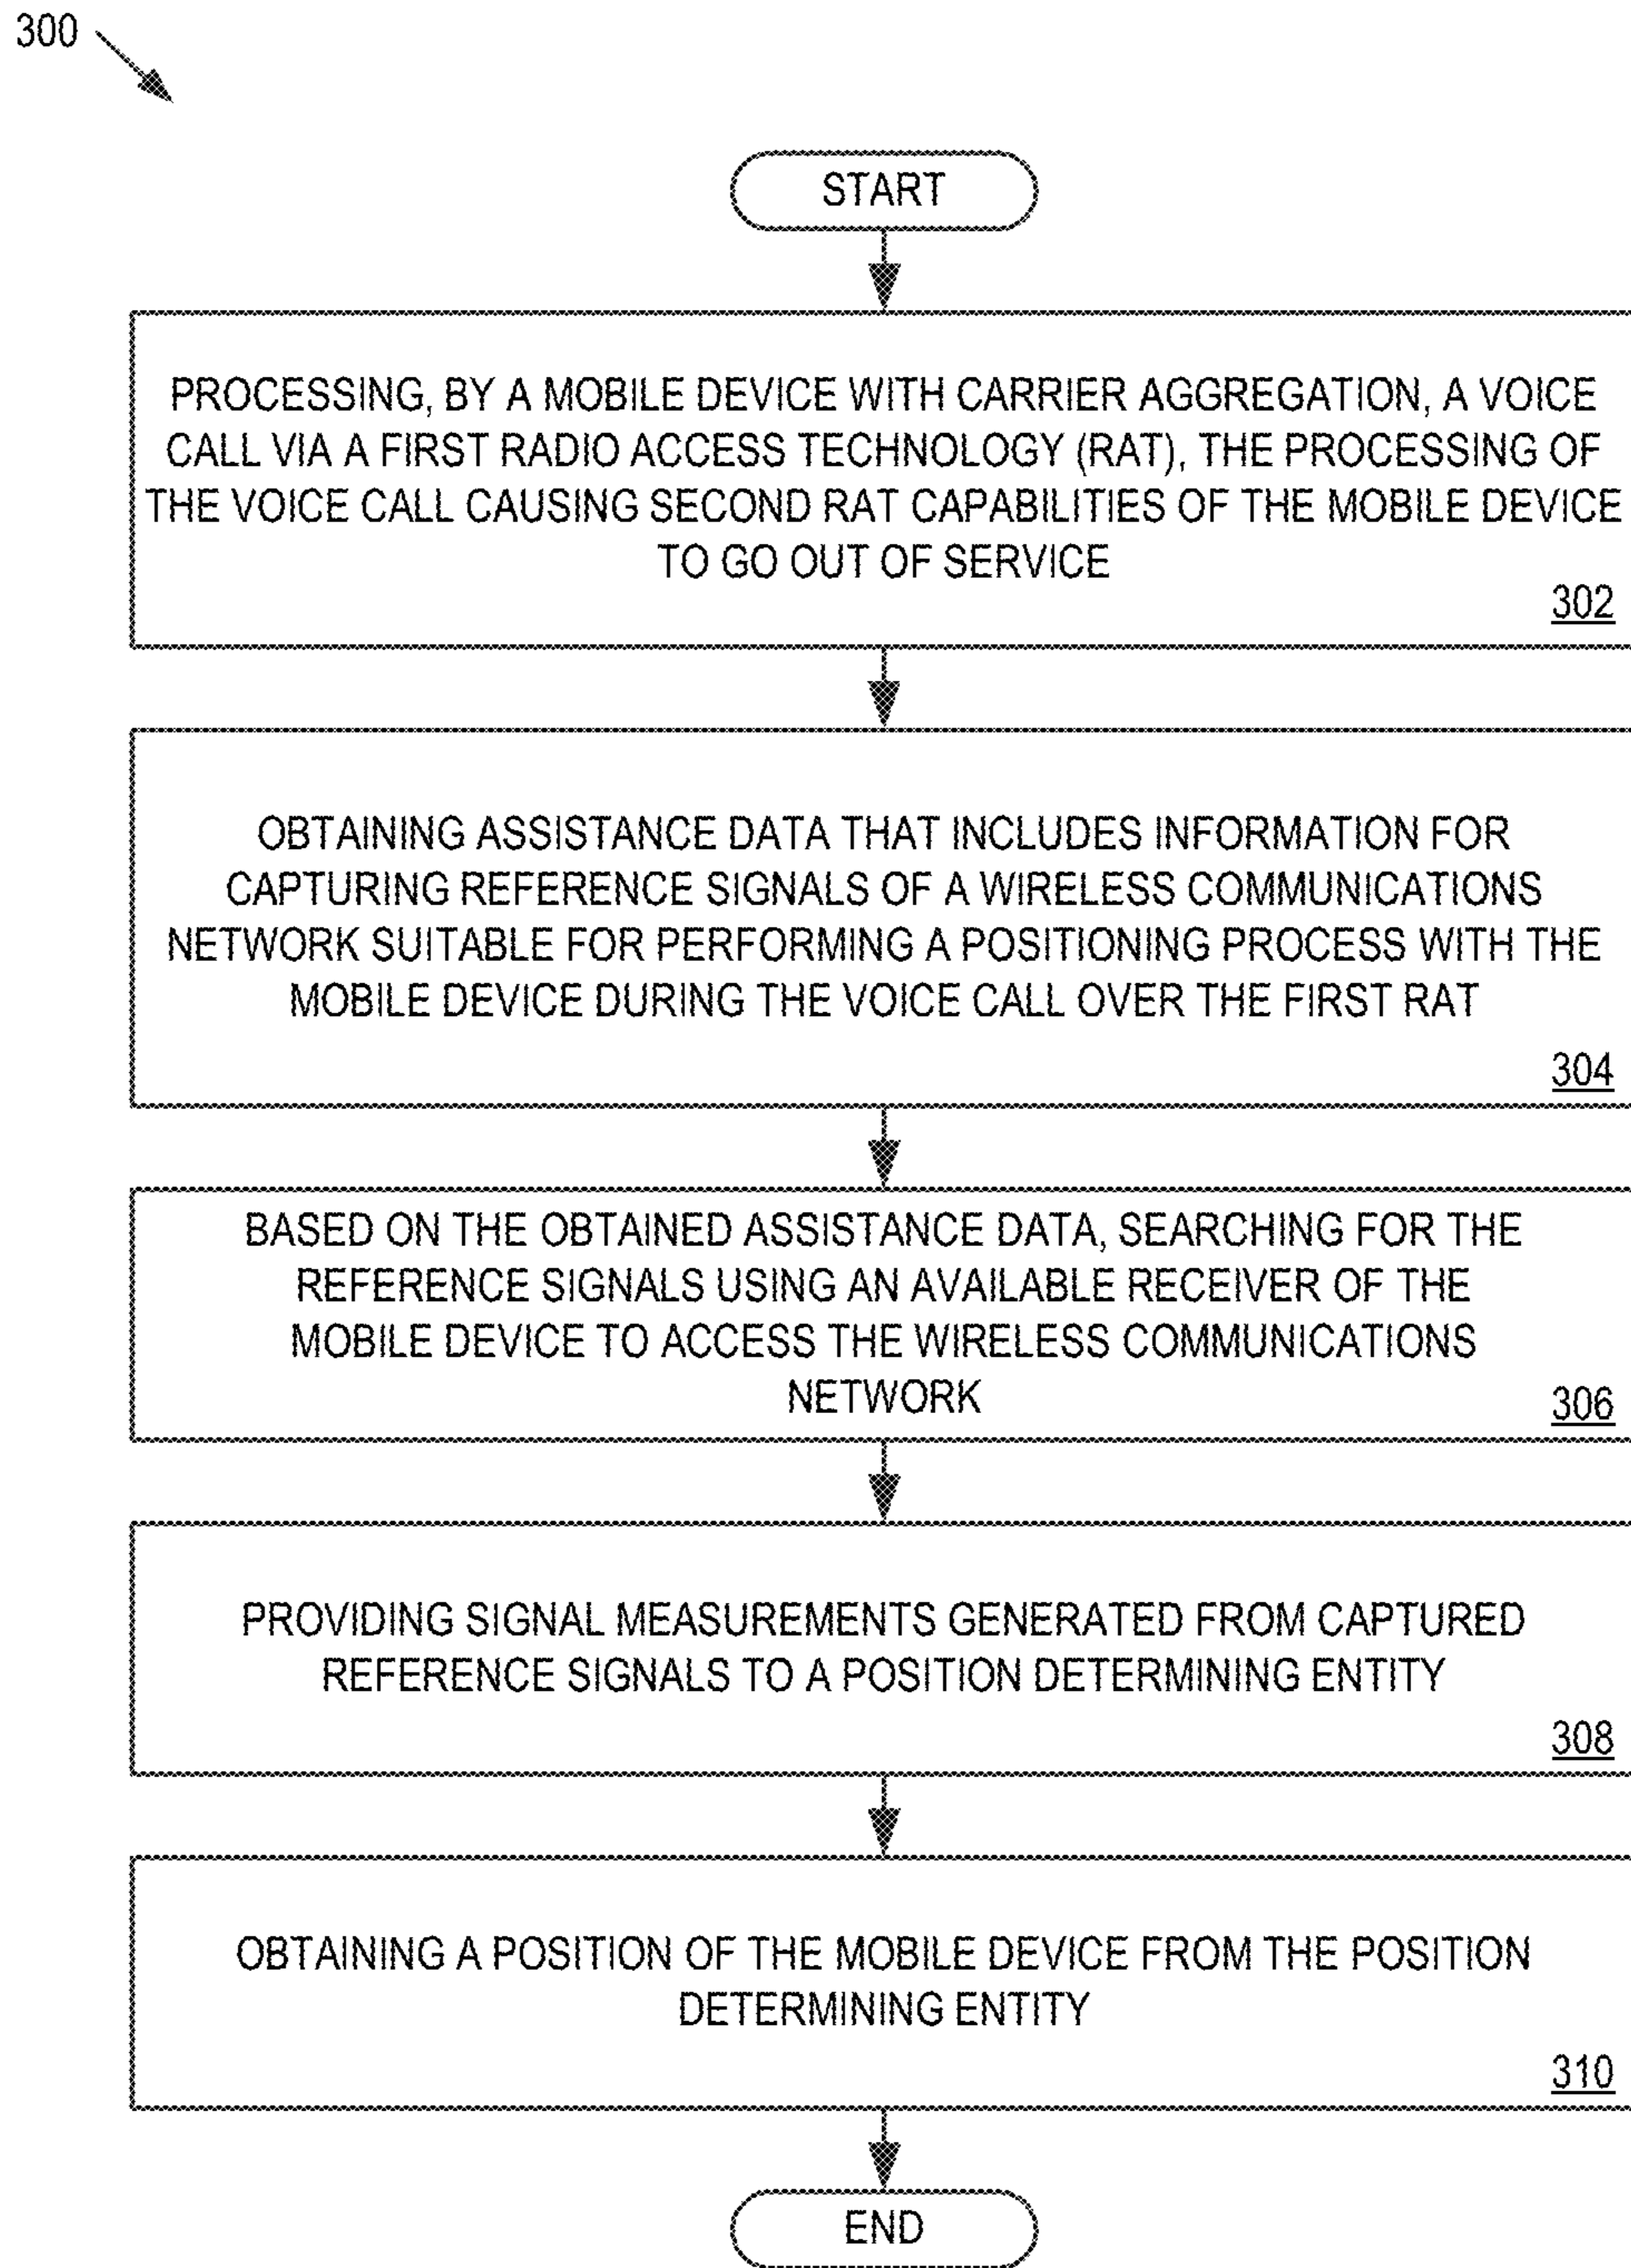 300
START
PROCESSING, BY A MOBILE DEVICE WITH CARRIER AGGREGATION, A VOICE
CALL VIA A FIRST RADIO ACCESS TECHNOLOGY (RAT), THE PROCESSING OF
THE VOICE CALL CAUSING SECOND RAT CAPABILITIES OF THE MOBILE DEVICE
TO GO OUT OF SERVICE
302
OBTAINING ASSISTANCE DATA THAT INCLUDES INFORMATION FOR
CAPTURING REFERENCE SIGNALS OF A WIRELESS COMMUNICATIONS
NETWORK SUITABLE FOR PERFORMING A POSITIONING PROCESS WITH THE
MOBILE DEVICE DURING THE VOICE CALL OVER THE FIRST RAT
304
BASED ON THE OBTAINED ASSISTANCE DATA, SEARCHING FOR THE
REFERENCE SIGNALS USING AN AVAILABLE RECEIVER OF THE
MOBILE DEVICE TO ACCESS THE WIRELESS COMMUNICATIONS
NETWORK
306
PROVIDING SIGNAL MEASUREMENTS GENERATED FROM CAPTURED
REFERENCE SIGNALS TO A POSITION DETERMINING ENTITY
308
OBTAINING A POSITION OF THE MOBILE DEVICE FROM THE POSITION
DETERMINING ENTITY
310
END